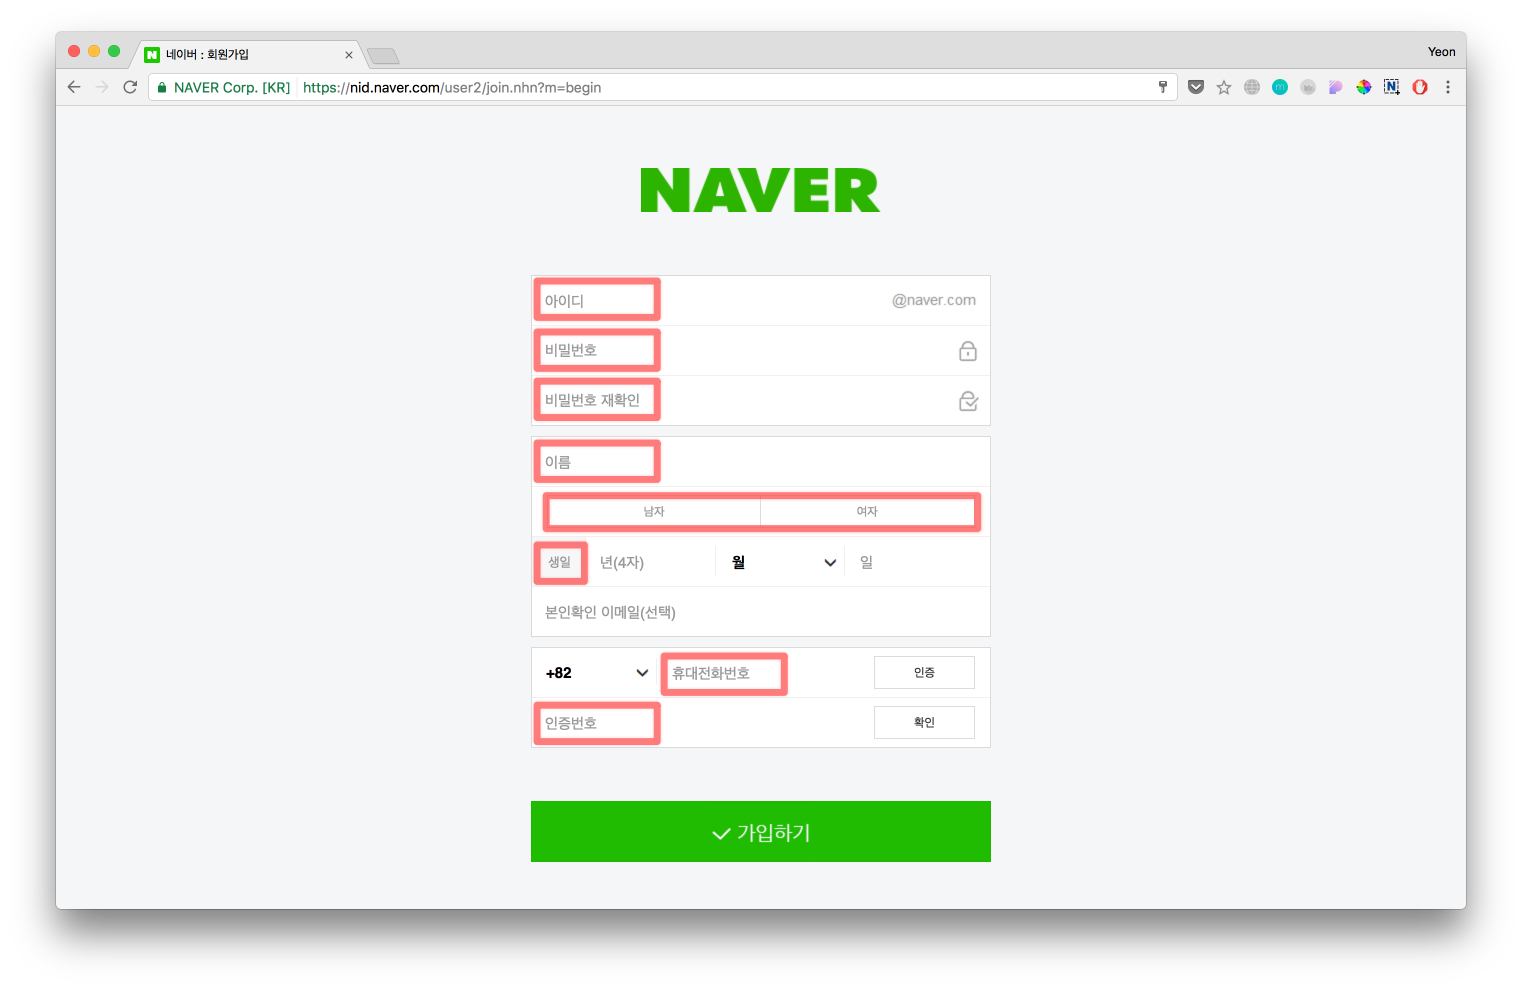 네이버 : 회원가입
Yeon
NAVER Corp. [KR] https://nid.naver.com/user2/join.nhn?m=begin
NAVER
아이디 @naver.com
비밀번호
비밀번호 재확인
이름
남자 여자
생일 년(4자) 월 일
본인확인 이메일(선택)
+82 휴대전화번호 인증
인증번호 확인
가입하기